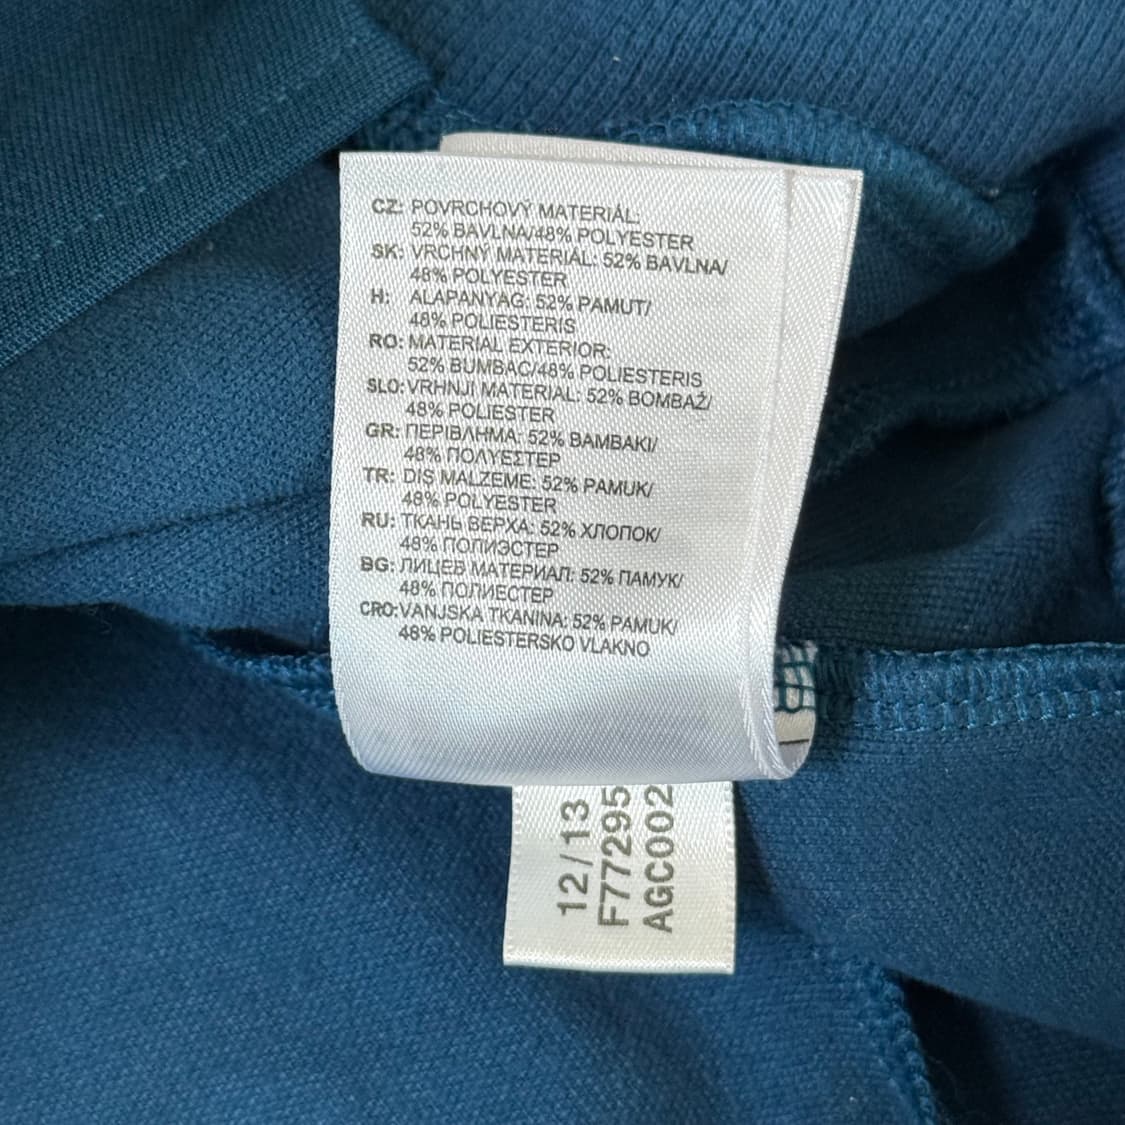 CZ: POVRCHOVÝ MATERIÁL:
52% BAVLNA/48% POLYESTER
SK: VRCHNÝ MATERIÁL: 52% BAVLNA/
48% POLYESTER
H: ALAPANYAG: 52% PAMUT/
48% POLIESTERIS
RO: MATERIAL EXTERIOR:
52% BUMBAC/48% POLIESTERIS
SLO: VRHNJI MATERIAL: 52% BOMBAŽ/
48% POLIESTER
GR: ΠΕΡΙΒΛΗΜΑ: 52% BAMBAKI/
48% ΠΟΛΥΕΣΤΕΡ
TR: DIS MALZEME: 52% PAMUK/
48% POLYESTER
RU: ТКАНЬ ВЕРХА: 52% ХЛОПОК/
48% ПОЛИЭСТЕР
BG: ЛИЦЕВ МАТЕРИАЛ: 52% ПАМУК/
48% ПОЛИЕСТЕР
CRO: VANJSKA TKANINA: 52% PAMUK/
48% POLIESTERSKO VLAKNO
12/13
F77295
AGC002